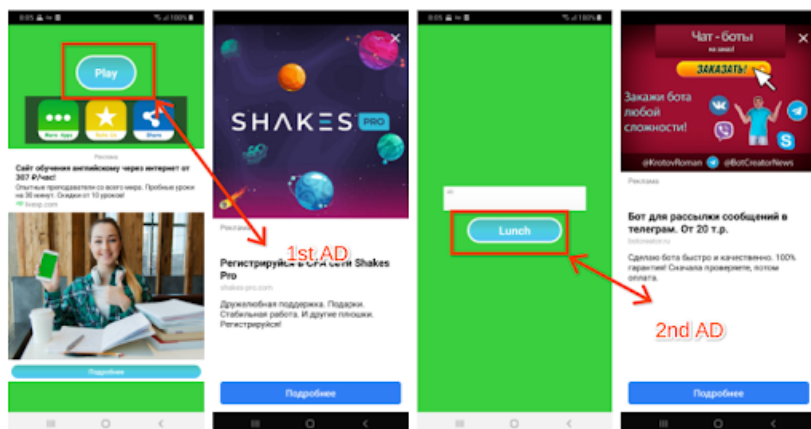 8:05
100%
Play
More Apps
Rate Us
Share
Реклама
Сайт обучения английскому через интернет от
307 ₽/час!
Опытные преподаватели со всего мира. Пробные уроки
на 30 минут. Скидки от 10 уроков!
Подробнее
SHAKES PRO
Реклама
1st AD
Регистрируйся в CPA сети Shakes
Pro
shakes-pro.com
Дружелюбная поддержка. Подарки.
Стабильная работа. И другие плюшки.
Регистрируйся!
Подробнее
8:05
100%
Lunch
2nd AD
Чат - боты
на заказ!
ЗАКАЗАТЬ!
Закажи бота
любой
сложности!
@KrotovRoman @BotCreatorNews
Реклама
Бот для рассылки сообщений в
телеграм. От 20 т.р.
botcreator.ru
Сделаю бота быстро и качественно. 100%
гарантия! Сначала проверяете, потом
оплата.
Подробнее